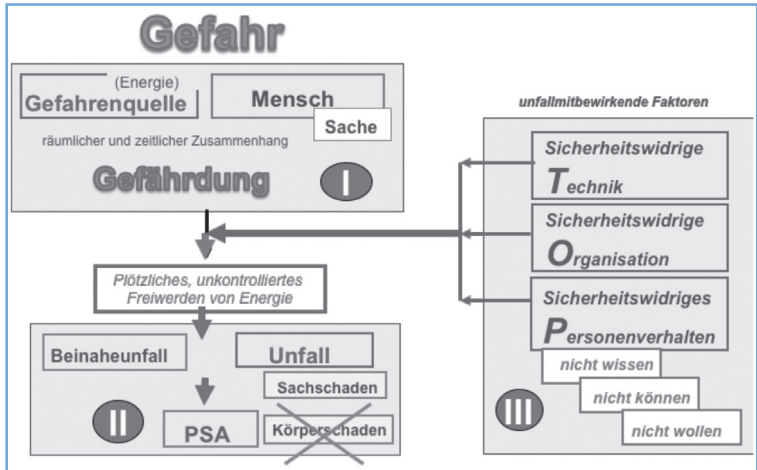 Gefahr
(Energie)
Gefahrenquelle
Mensch
Sache
räumlicher und zeitlicher Zusammenhang
Gefährdung
I
Plötzliches, unkontrolliertes
Freiwerden von Energie
Beinaheunfall
Unfall
Sachschaden
II
PSA
Körperschaden
unfallmitbewirkende Faktoren
Sicherheitswidrige
Technik
Sicherheitswidrige
Organisation
Sicherheitswidriges
Personenverhalten
nicht wissen
nicht können
nicht wollen
III